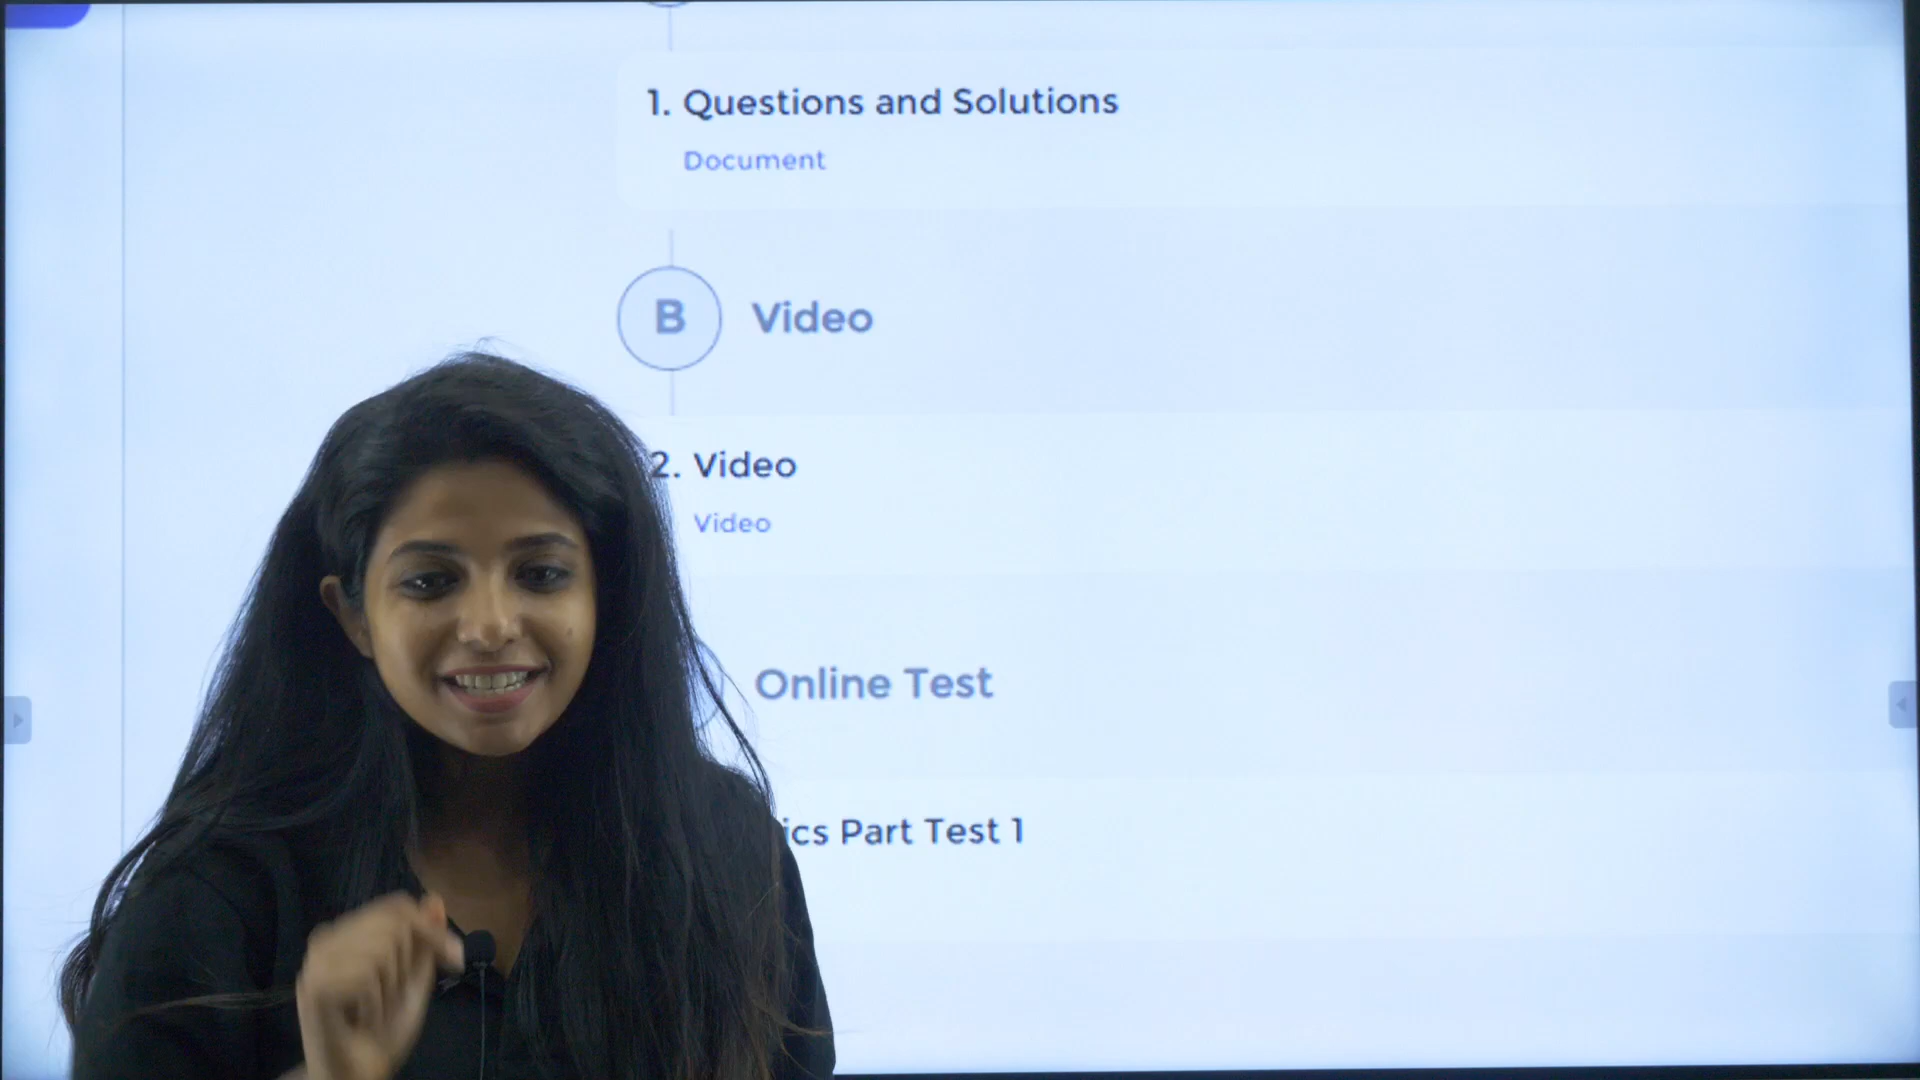 1. Questions and Solutions
Document
B Video
2. Video
Video
Online Test
ics Part Test 1